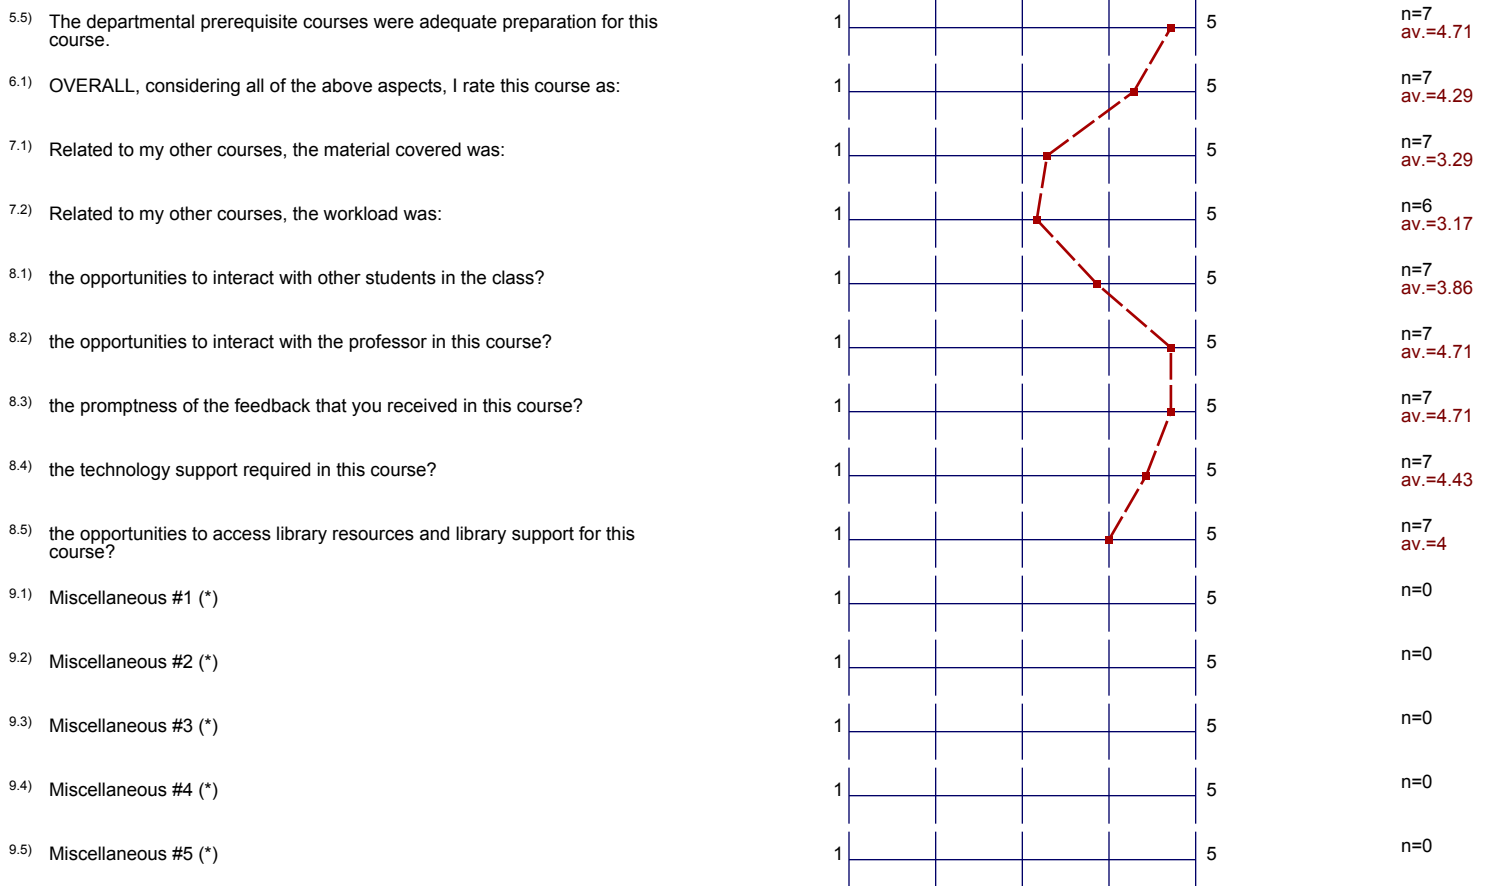 5.5) The departmental prerequisite courses were adequate preparation for this 1 5 n=7
course. av.=4.71
6.1) OVERALL, considering all of the above aspects, I rate this course as: 1 5 n=7
av.=4.29
7.1) Related to my other courses, the material covered was: 1 5 n=7
av.=3.29
7.2) Related to my other courses, the workload was: 1 5 n=6
av.=3.17
8.1) the opportunities to interact with other students in the class? 1 5 n=7
av.=3.86
8.2) the opportunities to interact with the professor in this course? 1 5 n=7
av.=4.71
8.3) the promptness of the feedback that you received in this course? 1 5 n=7
av.=4.71
8.4) the technology support required in this course? 1 5 n=7
av.=4.43
8.5) the opportunities to access library resources and library support for this 1 5 n=7
course? av.=4
9.1) Miscellaneous #1 (*) 1 5 n=0
9.2) Miscellaneous #2 (*) 1 5 n=0
9.3) Miscellaneous #3 (*) 1 5 n=0
9.4) Miscellaneous #4 (*) 1 5 n=0
9.5) Miscellaneous #5 (*) 1 5 n=0